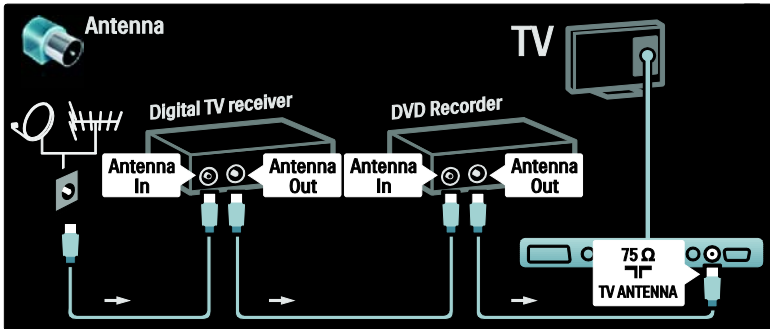 Antenna
TV
Digital TV receiver
DVD Recorder
Antenna
In
Antenna
Out
Antenna
In
Antenna
Out
75 Ω
TV ANTENNA